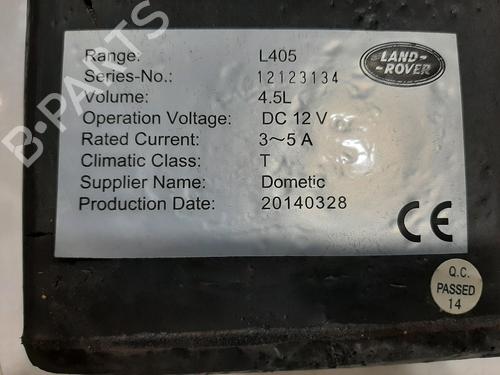 Range: L405
Series-No.: 12123134
Volume: 4.5L
Operation Voltage: DC 12 V
Rated Current: 3～5 A
Climatic Class: T
Supplier Name: Dometic
Production Date: 20140328
LAND-
-ROVER
CE
Q.C.
PASSED
14
B-PARTS